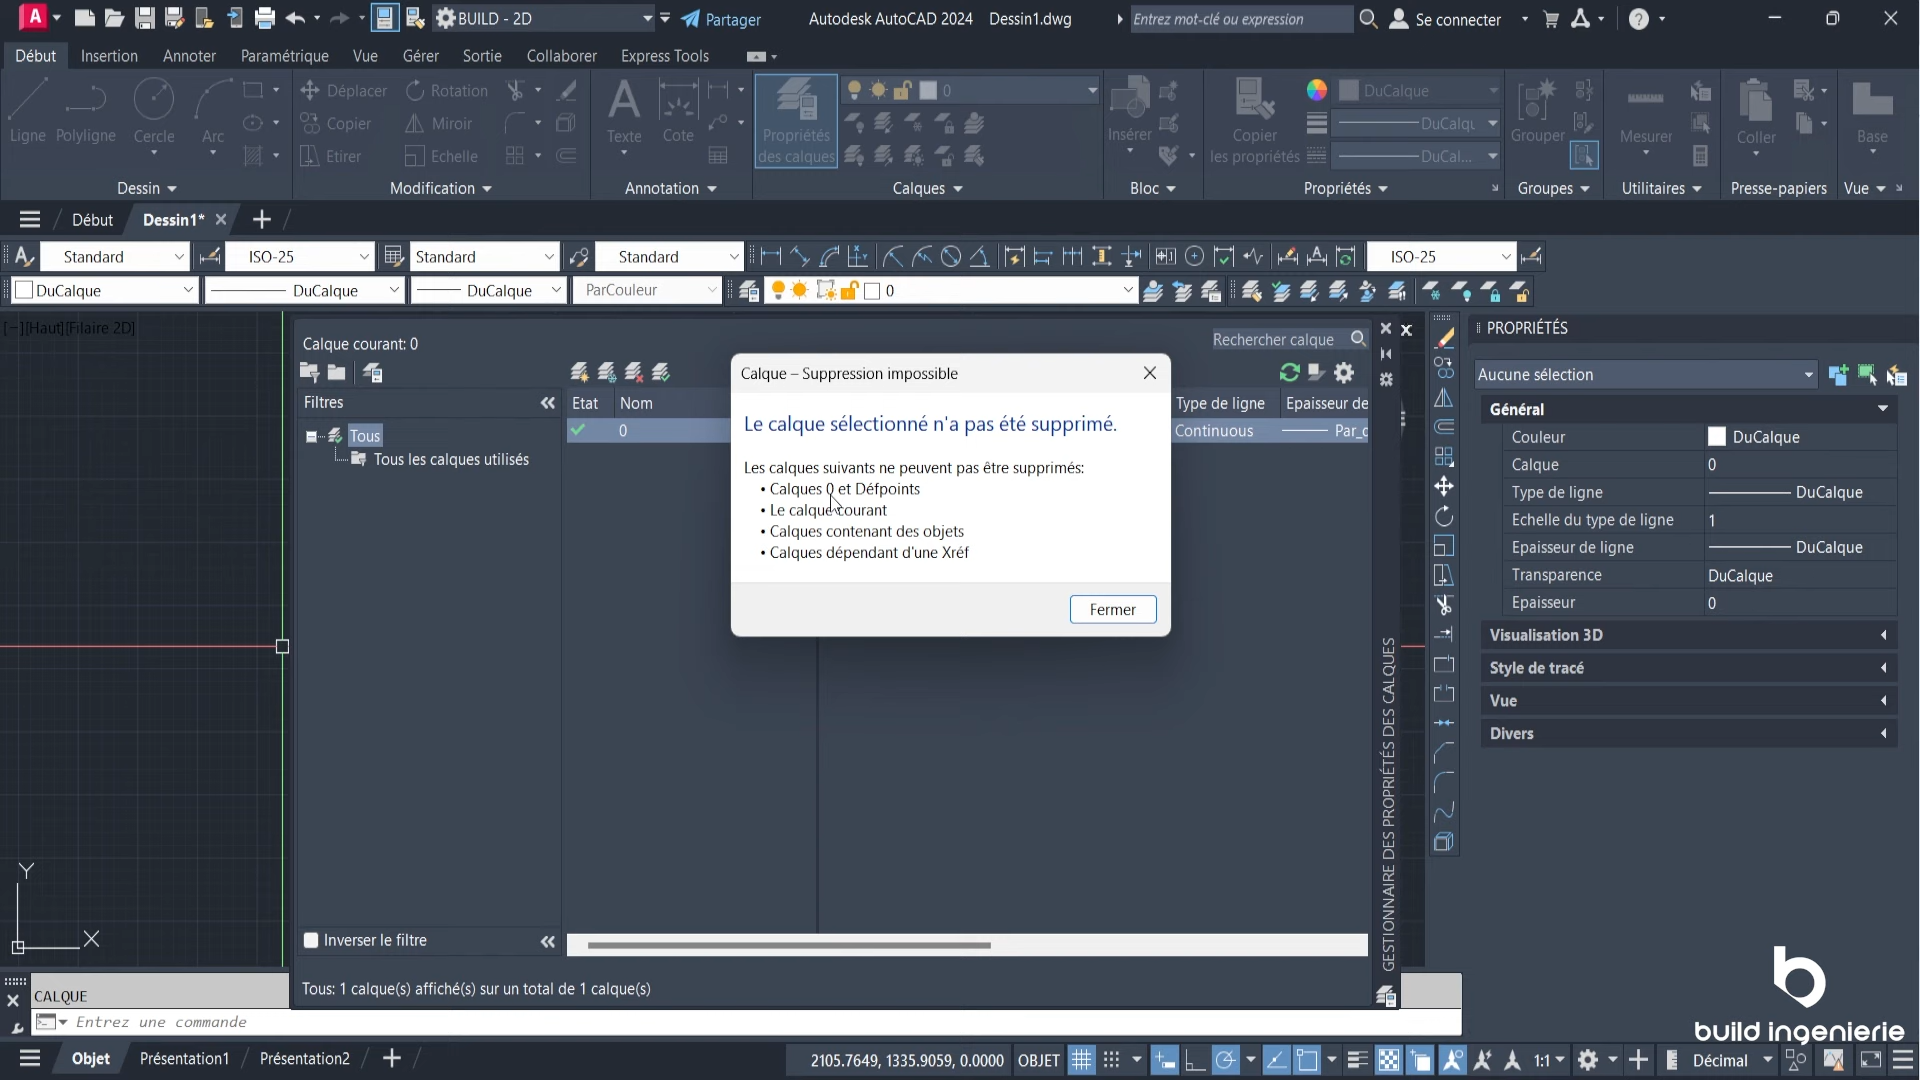 BUILD - 2D
Partager
Autodesk AutoCAD 2024 Dessin1.dwg
Entrez mot-clé ou expression
Se connecter
Début
Insertion
Annoter
Paramétrique
Vue
Gérer
Sortie
Collaborer
Express Tools
Ligne
Polyligne
Cercle
Arc
Déplacer
Rotation
Copier
Miroir
Etirer
Echelle
Texte
Cote
Propriétés
des calques
0
Insérer
Copier
les propriétés
DuCalque
DuCalqu
DuCal...
Grouper
Mesurer
Coller
Base
Dessin
Modification
Annotation
Calques
Bloc
Propriétés
Groupes
Utilitaires
Presse-papiers
Vue
Début
Dessin1*
Standard
ISO-25
Standard
Standard
ISO-25
DuCalque
DuCalque
DuCalque
ParCouleur
0
[−][Haut][Filaire 2D]
Calque courant: 0
Rechercher calque
Filtres
Tous
Tous les calques utilisés
Etat
Nom
Type de ligne
Epaisseur de
0
Continuous
Par_c
Calque – Suppression impossible
Le calque sélectionné n'a pas été supprimé.
Les calques suivants ne peuvent pas être supprimés:
• Calques 0 et Défpoints
• Le calque courant
• Calques contenant des objets
• Calques dépendant d'une Xréf
Fermer
Inverser le filtre
Tous: 1 calque(s) affiché(s) sur un total de 1 calque(s)
GESTIONNAIRE DES PROPRIÉTÉS DES CALQUES
PROPRIÉTÉS
Aucune sélection
Général
Couleur
DuCalque
Calque
0
Type de ligne
DuCalque
Echelle du type de ligne
1
Epaisseur de ligne
DuCalque
Transparence
DuCalque
Epaisseur
0
Visualisation 3D
Style de tracé
Vue
Divers
Y
X
CALQUE
Entrez une commande
build ingenierie
Objet
Présentation1
Présentation2
2105.7649, 1335.9059, 0.0000
OBJET
1:1
Décimal